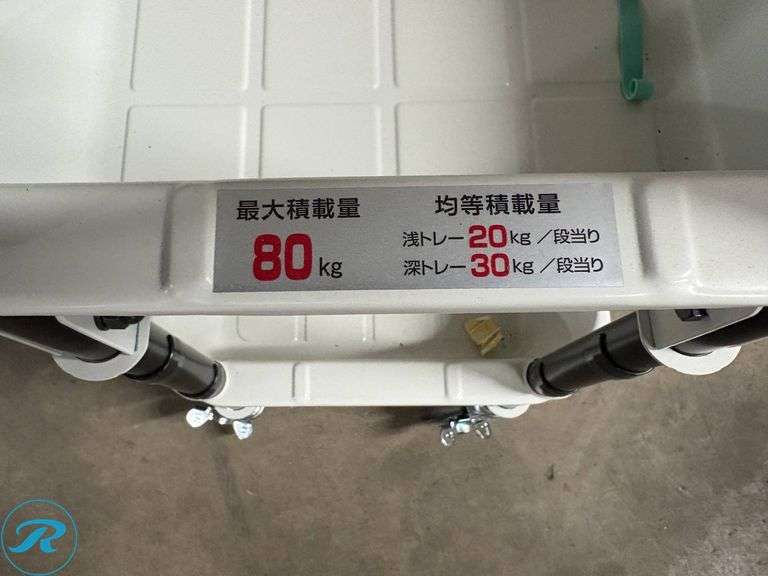 最大積載量
80kg
均等積載量
浅トレー20kg/段当り
深トレー30kg/段当り
R